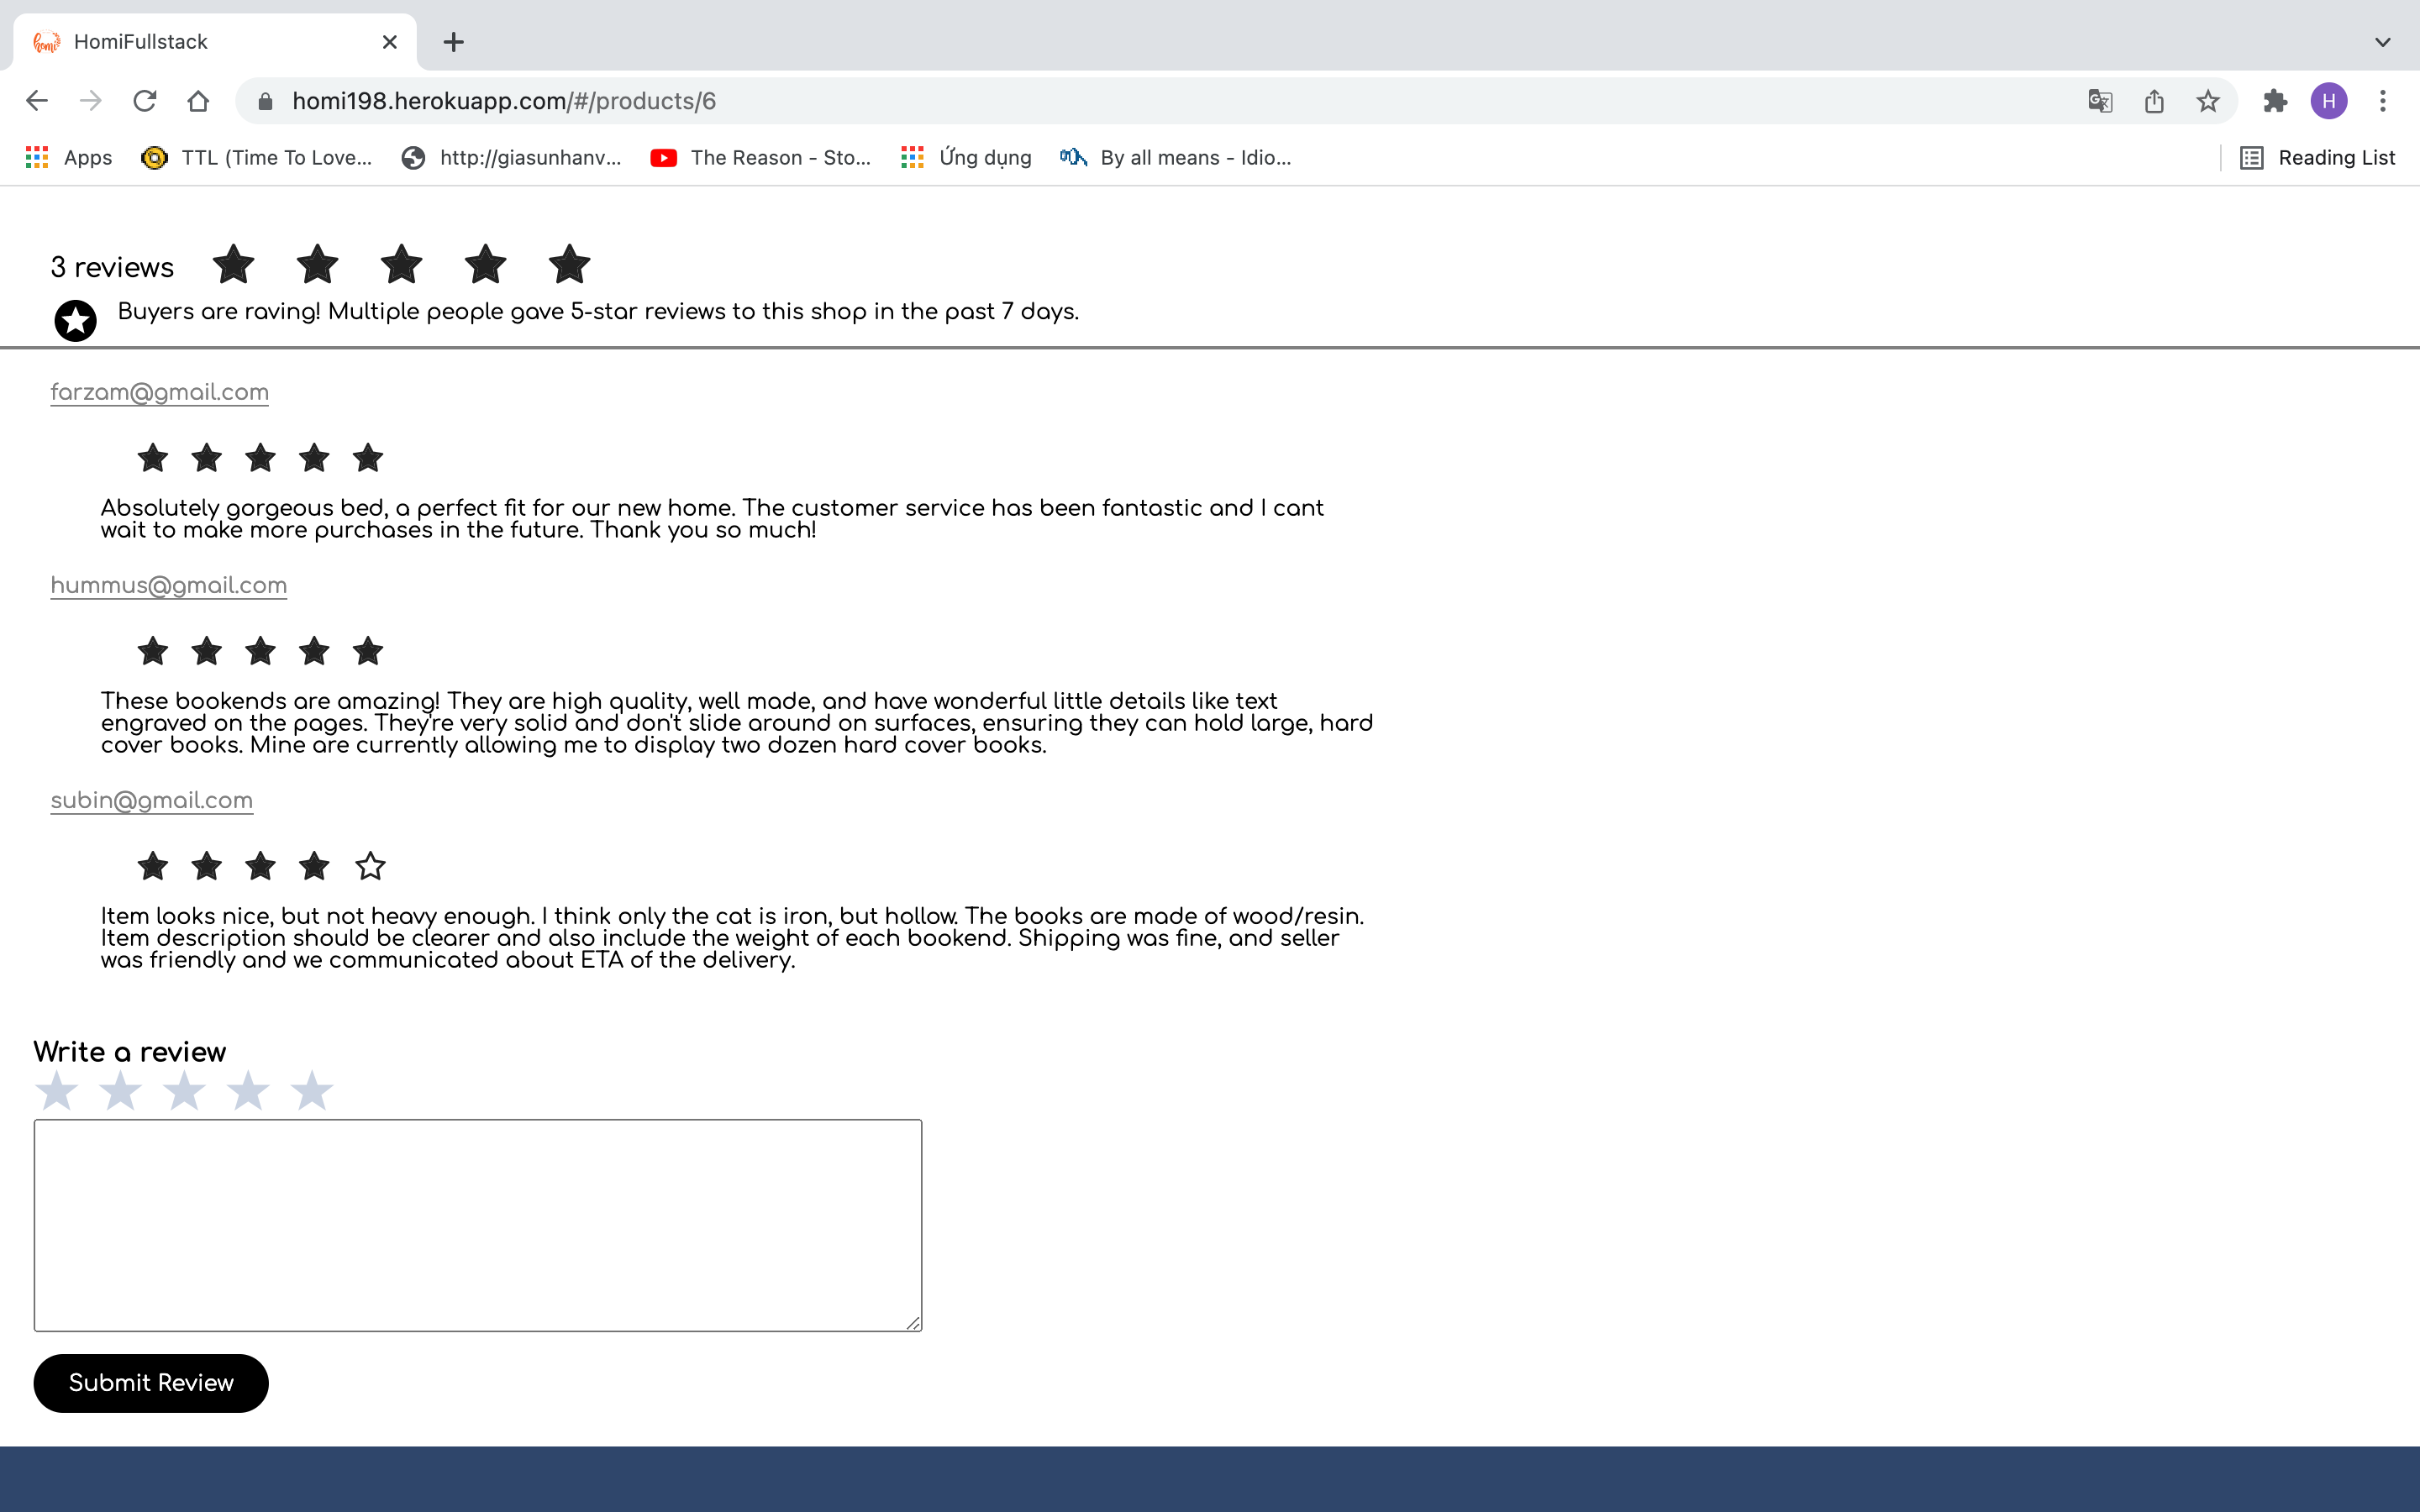 HomiFullstack
homi198.herokuapp.com/#/products/6
H
Apps TTL (Time To Love... http://giasunhanv... The Reason - Sto... Ứng dụng By all means - Idio... Reading List
3 reviews
Buyers are raving! Multiple people gave 5-star reviews to this shop in the past 7 days.
farzam@gmail.com
Absolutely gorgeous bed, a perfect fit for our new home. The customer service has been fantastic and I cant
wait to make more purchases in the future. Thank you so much!
hummus@gmail.com
These bookends are amazing! They are high quality, well made, and have wonderful little details like text
engraved on the pages. They're very solid and don't slide around on surfaces, ensuring they can hold large, hard
cover books. Mine are currently allowing me to display two dozen hard cover books.
subin@gmail.com
Item looks nice, but not heavy enough. I think only the cat is iron, but hollow. The books are made of wood/resin.
Item description should be clearer and also include the weight of each bookend. Shipping was fine, and seller
was friendly and we communicated about ETA of the delivery.
Write a review
Submit Review